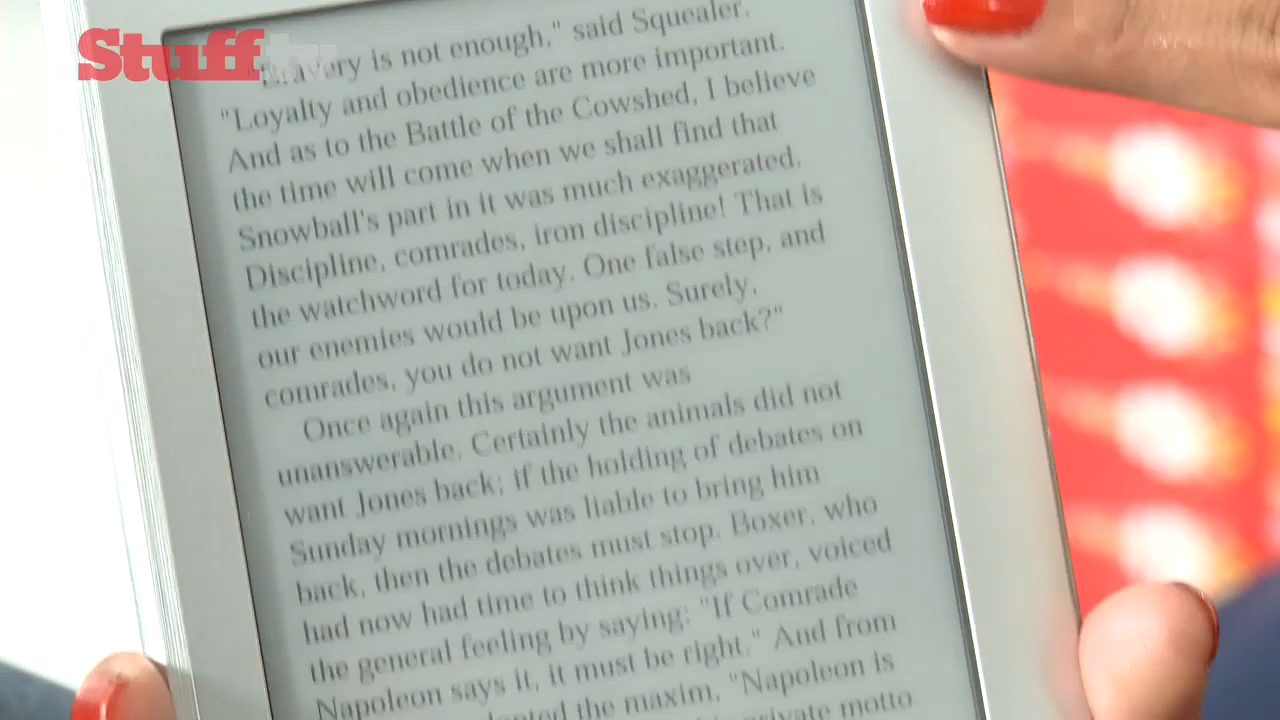 Stuff tv
"Bravery is not enough," said Squealer.
"Loyalty and obedience are more important.
And as to the Battle of the Cowshed, I believe
the time will come when we shall find that
Snowball's part in it was much exaggerated.
Discipline, comrades, iron discipline! That is
the watchword for today. One false step, and
our enemies would be upon us. Surely,
comrades, you do not want Jones back?"
Once again this argument was
unanswerable. Certainly the animals did not
want Jones back; if the holding of debates on
Sunday mornings was liable to bring him
back, then the debates must stop. Boxer, who
had now had time to think things over, voiced
the general feeling by saying: "If Comrade
Napoleon says it, it must be right." And from
the maxim, "Napoleon is
private motto